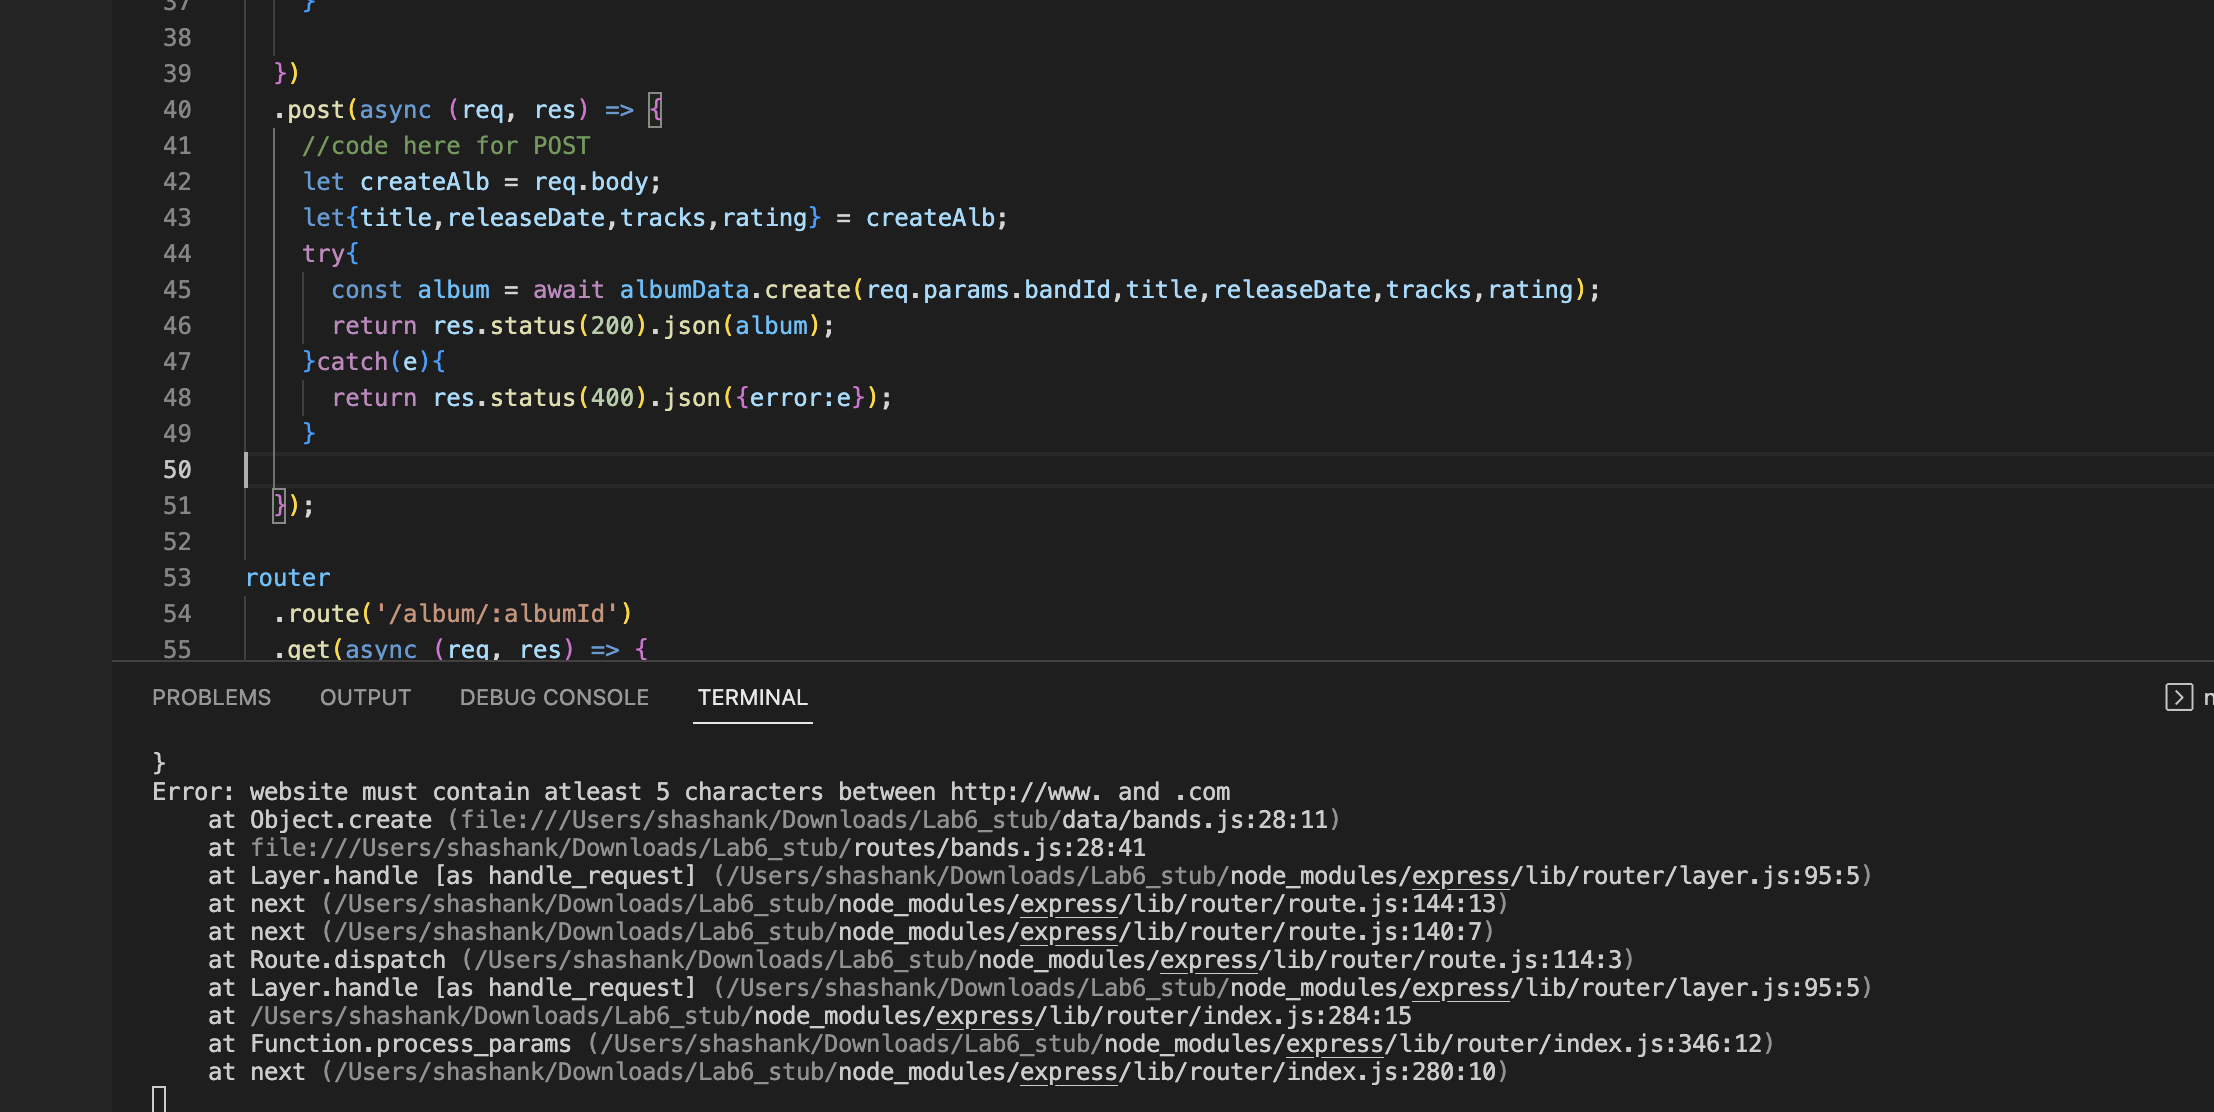 37 }
38
39 })
40 .post(async (req, res) => {
41 //code here for POST
42 let createAlb = req.body;
43 let{title,releaseDate,tracks,rating} = createAlb;
44 try{
45 const album = await albumData.create(req.params.bandId,title,releaseDate,tracks,rating);
46 return res.status(200).json(album);
47 }catch(e){
48 return res.status(400).json({error:e});
49 }
50
51 });
52
53 router
54 .route('/album/:albumId')
55 .get(async (req, res) => {
PROBLEMS OUTPUT DEBUG CONSOLE TERMINAL
}
Error: website must contain atleast 5 characters between http://www. and .com
at Object.create (file:///Users/shashank/Downloads/Lab6_stub/data/bands.js:28:11)
at file:///Users/shashank/Downloads/Lab6_stub/routes/bands.js:28:41
at Layer.handle [as handle_request] (/Users/shashank/Downloads/Lab6_stub/node_modules/express/lib/router/layer.js:95:5)
at next (/Users/shashank/Downloads/Lab6_stub/node_modules/express/lib/router/route.js:144:13)
at next (/Users/shashank/Downloads/Lab6_stub/node_modules/express/lib/router/route.js:140:7)
at Route.dispatch (/Users/shashank/Downloads/Lab6_stub/node_modules/express/lib/router/route.js:114:3)
at Layer.handle [as handle_request] (/Users/shashank/Downloads/Lab6_stub/node_modules/express/lib/router/layer.js:95:5)
at /Users/shashank/Downloads/Lab6_stub/node_modules/express/lib/router/index.js:284:15
at Function.process_params (/Users/shashank/Downloads/Lab6_stub/node_modules/express/lib/router/index.js:346:12)
at next (/Users/shashank/Downloads/Lab6_stub/node_modules/express/lib/router/index.js:280:10)